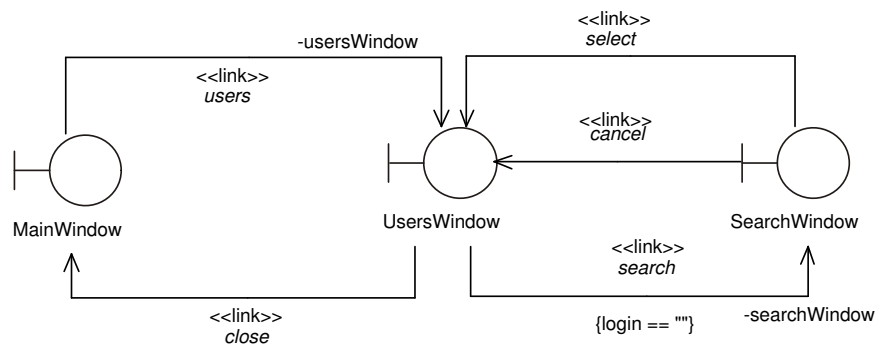 <<link>>
select
-usersWindow
<<link>>
users
<<link>>
cancel
MainWindow
UsersWindow
SearchWindow
<<link>>
search
<<link>>
close
{login == ""}
-searchWindow